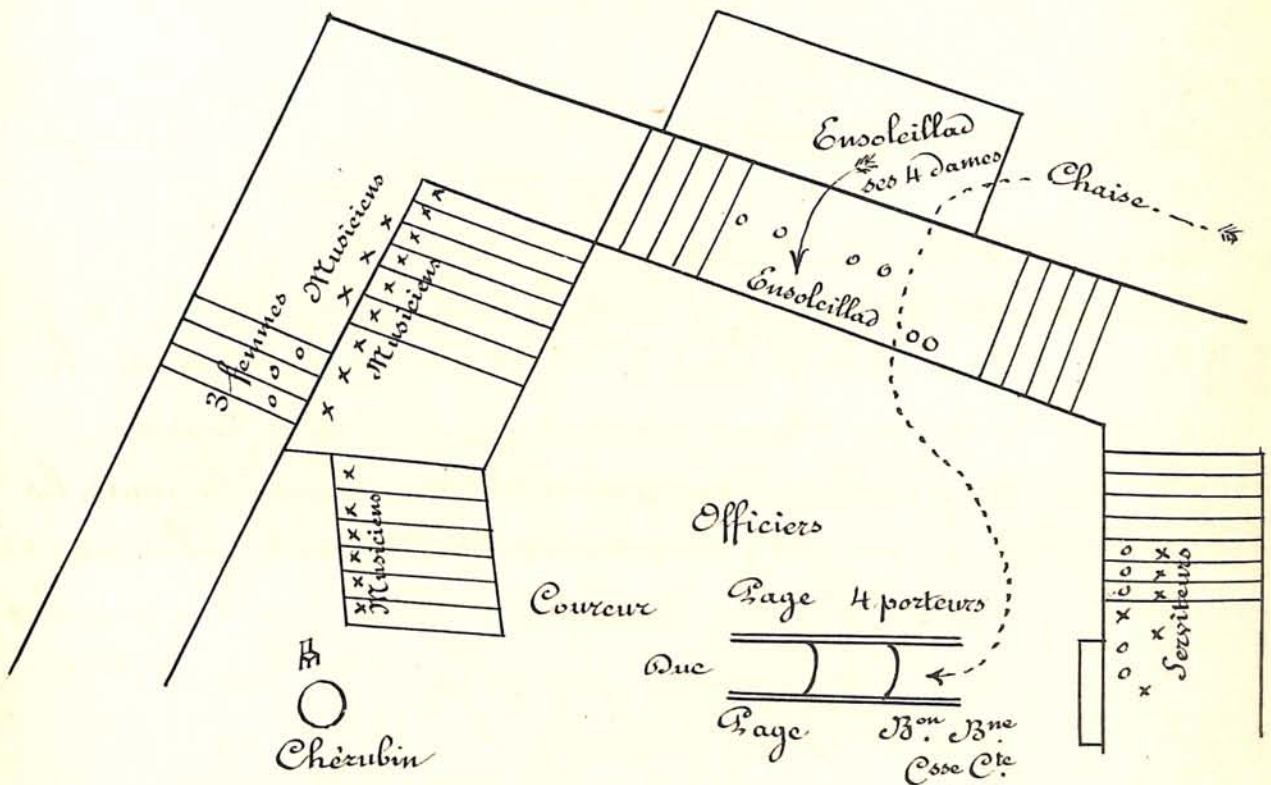 Ensoleillad
ses 4 dames
Chaise
Musiciens
Musiciens
3 femmes
Ensoleillad
Musiciens
Officiers
Coureur
Page 4 porteurs
Duc
Page
Bon. Bne.
Csse Cte.
Serviteurs
Chérubin